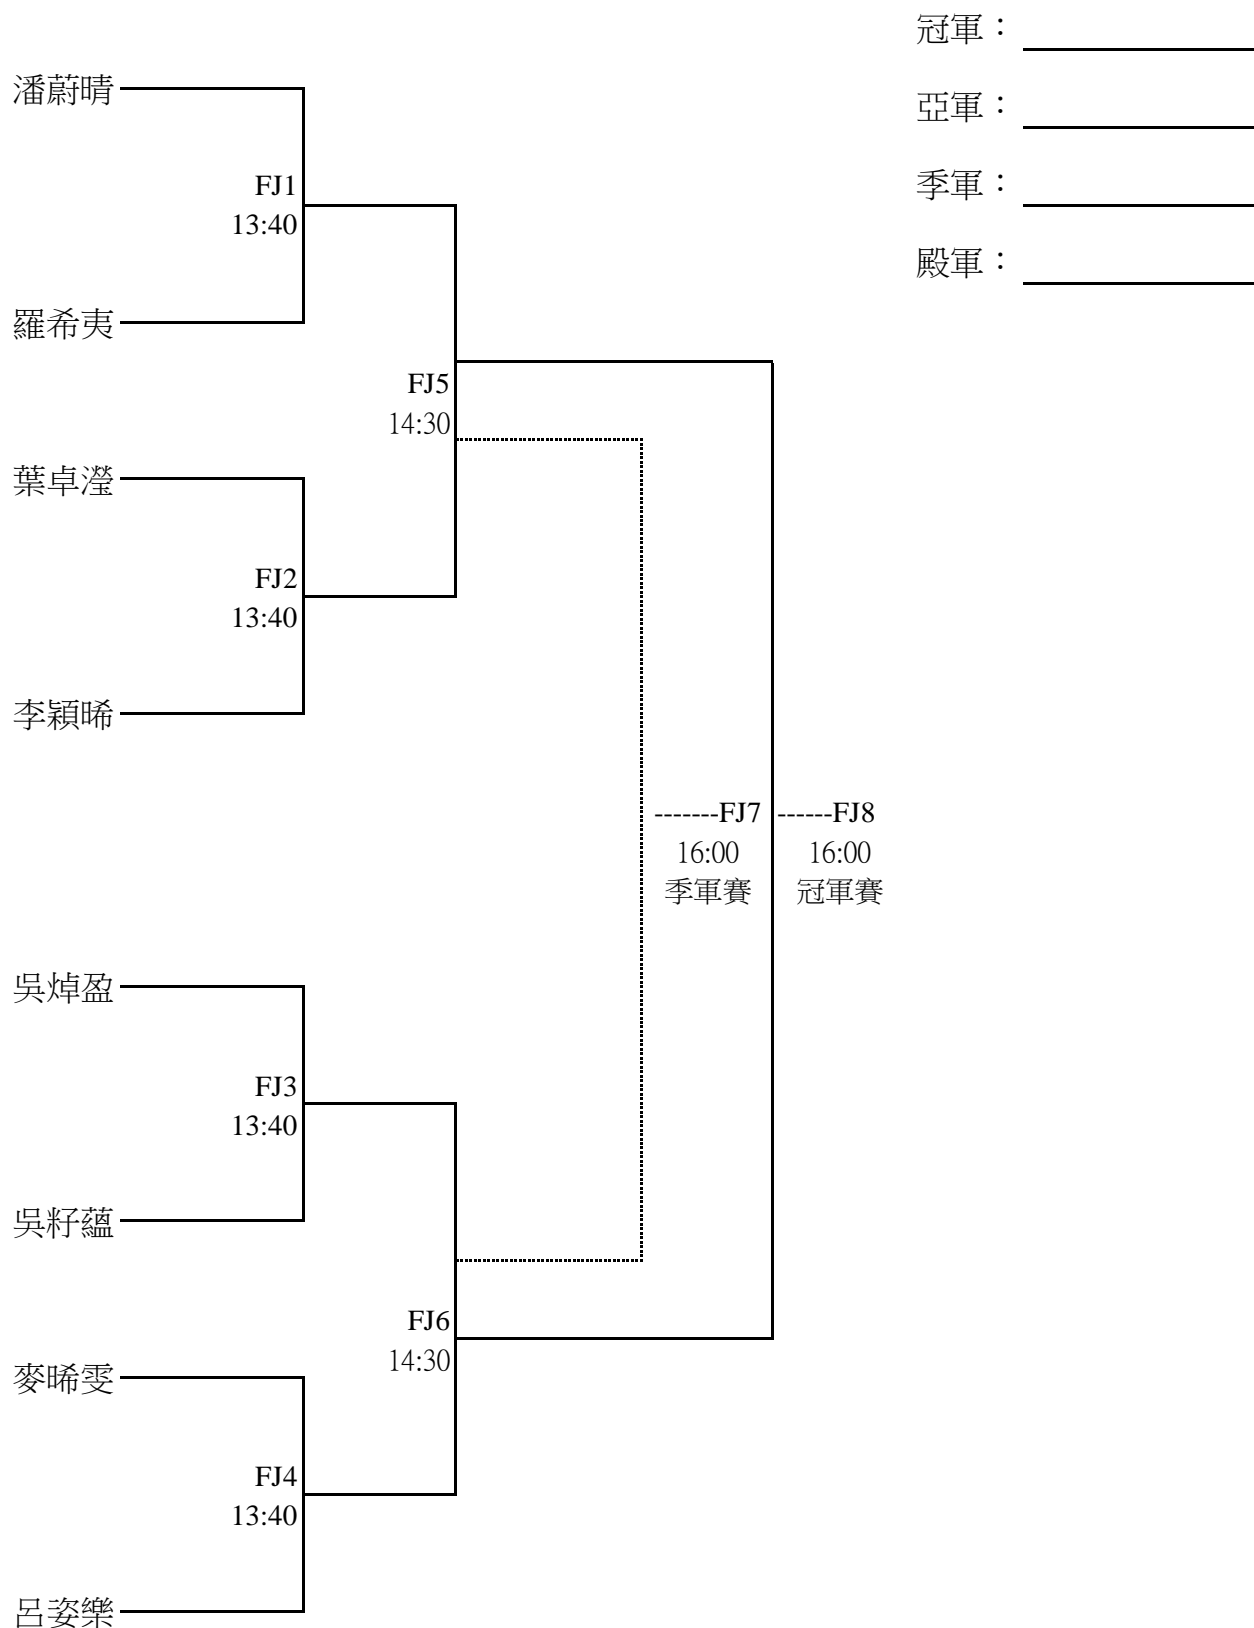 冠軍：
潘蔚晴
亞軍：
FJ1
季軍：
13:40
殿軍：
羅希夷
FJ5
14:30
葉卓瀅
FJ2
13:40
李穎晞
-------FJ7
------FJ8
16:00
16:00
季軍賽
冠軍賽
吳焯盈
FJ3
13:40
吳籽蘊
FJ6
14:30
麥晞雯
FJ4
13:40
呂姿樂